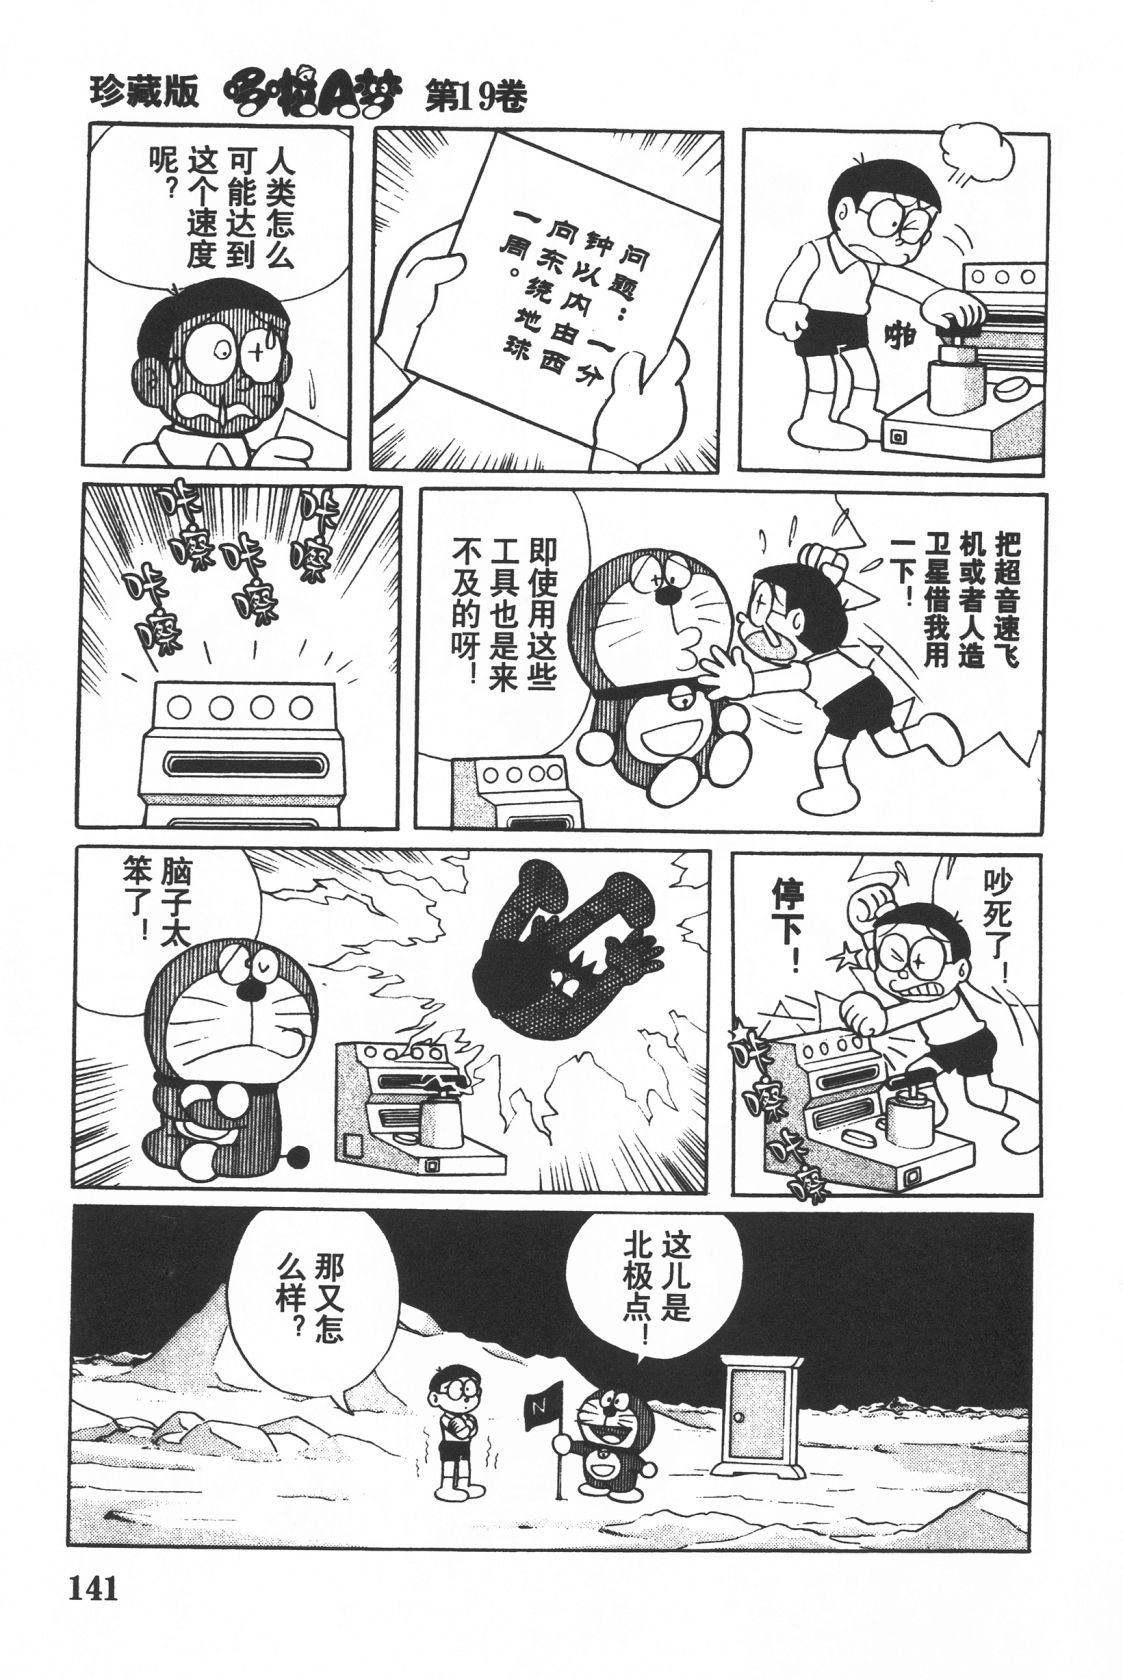 珍藏版 哆啦A梦 第19卷
啪
问题：一分
钟以内由西
向东绕地球
一周。
人类怎么
可能达到
这个速度
呢？
把超音速飞
机或者人造
卫星借我用
一下！
即使用这些
工具也是来
不及的呀！
咔嚓
咔嚓
咔嚓
咔嚓
吵死了！
停下！
咔嚓
咔嚓
脑子太
笨了！
这儿是
北极点！
N
那又怎
么样？
141